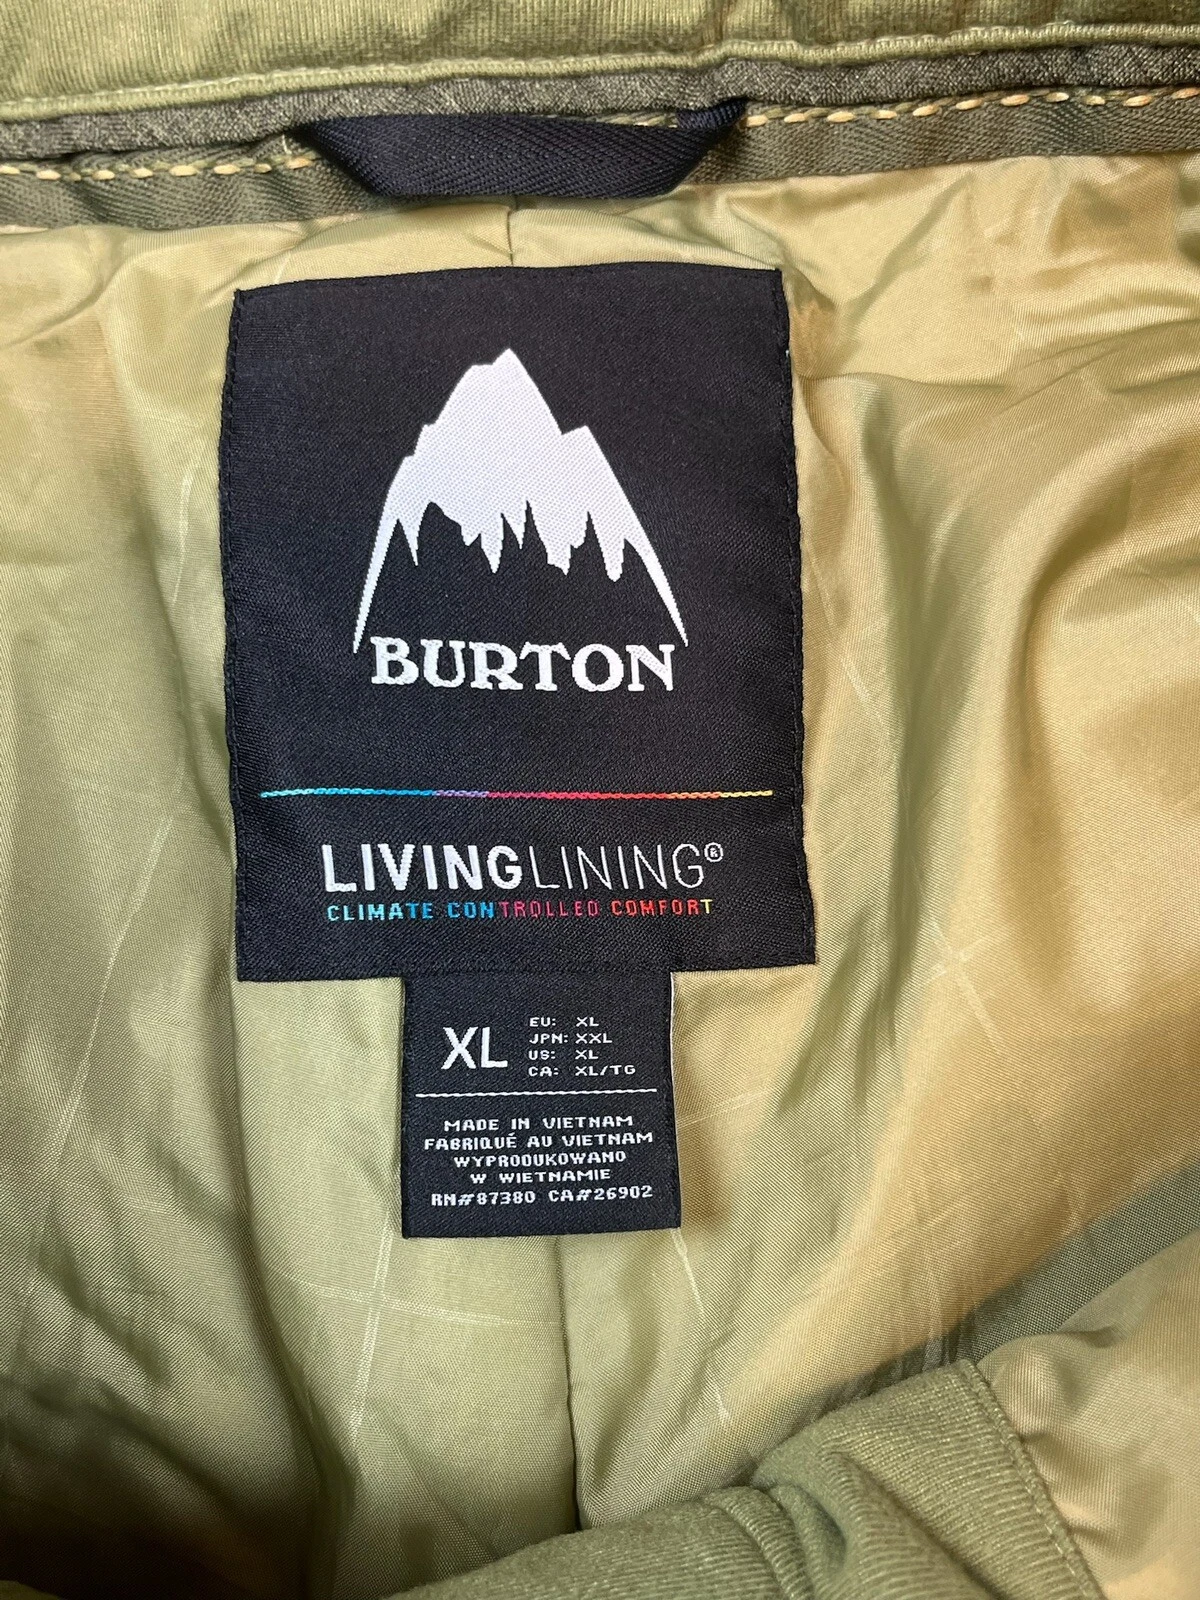 BURTON
LIVINGLINING®
CLIMATE CONTROLLED COMFORT
XL
EU: XL
JPN: XXL
US: XL
CA: XL/TG
MADE IN VIETNAM
FABRIQUÉ AU VIETNAM
WYPRODUKOWANO
W WIETNAMIE
RN#87380 CA#26902